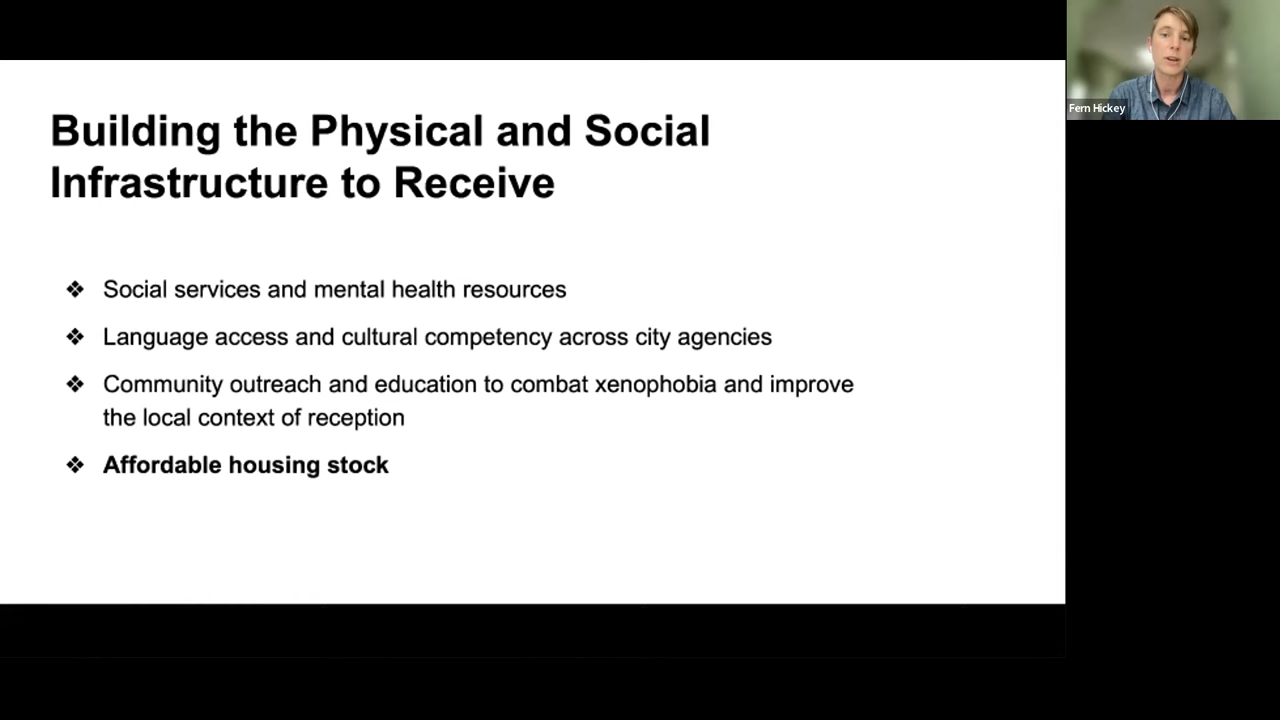 Building the Physical and Social
Infrastructure to Receive
❖ Social services and mental health resources
❖ Language access and cultural competency across city agencies
❖ Community outreach and education to combat xenophobia and improve
the local context of reception
❖ Affordable housing stock
Fern Hickey